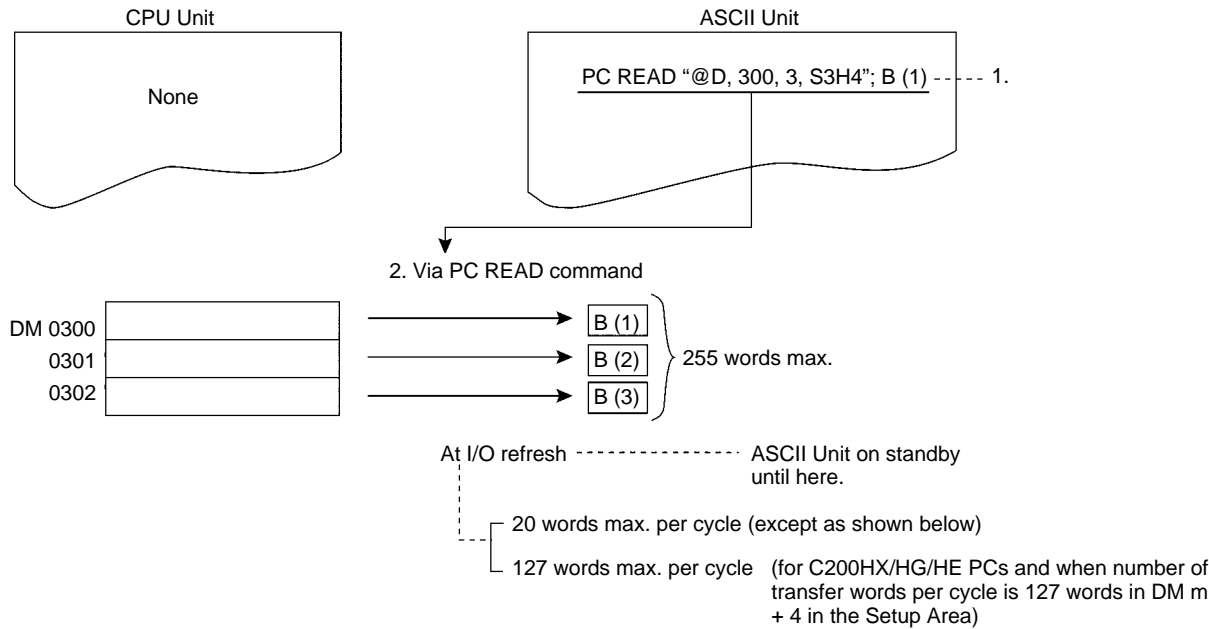 CPU Unit
ASCII Unit
None
PC READ “@D, 300, 3, S3H4”; B (1)
1.
2. Via PC READ command
DM 0300
0301
0302
B (1)
B (2)
B (3)
255 words max.
At I/O refresh
ASCII Unit on standby
until here.
20 words max. per cycle (except as shown below)
127 words max. per cycle (for C200HX/HG/HE PCs and when number of
transfer words per cycle is 127 words in DM m
+ 4 in the Setup Area)